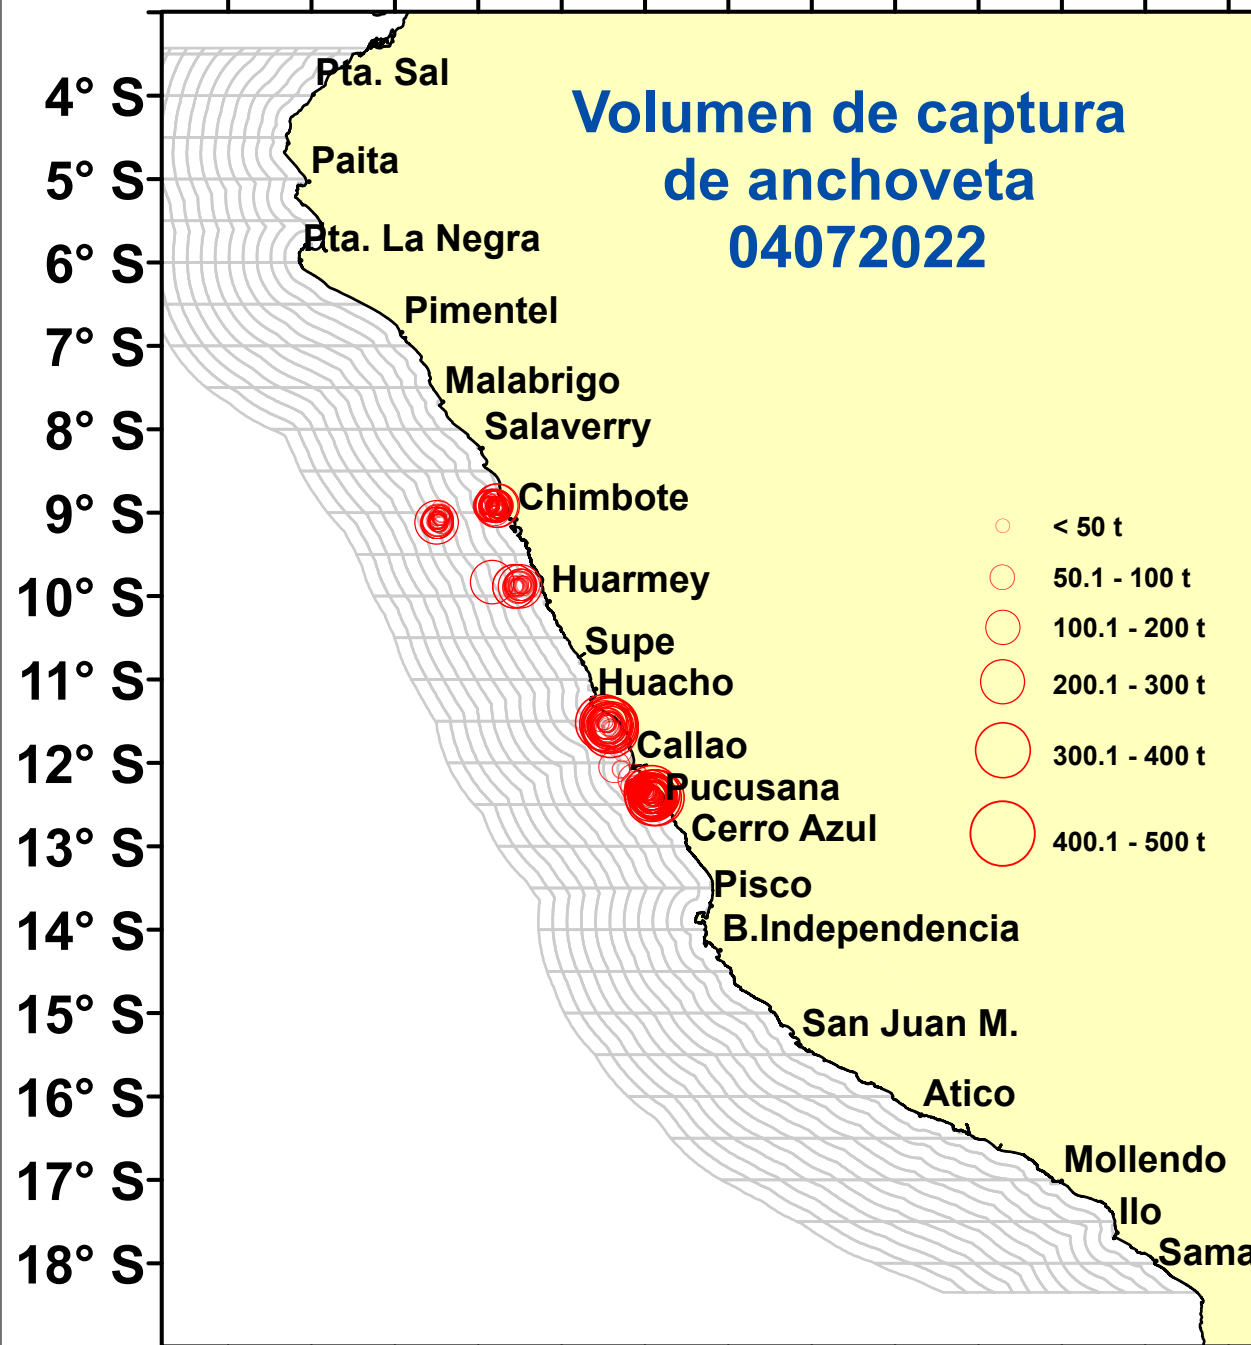 Volumen de captura
de anchoveta
04072022
4° S
5° S
6° S
7° S
8° S
9° S
10° S
11° S
12° S
13° S
14° S
15° S
16° S
17° S
18° S
Pta. Sal
Paita
Pta. La Negra
Pimentel
Malabrigo
Salaverry
Chimbote
Huarmey
Supe
Huacho
Callao
Pucusana
Cerro Azul
Pisco
B.Independencia
San Juan M.
Atico
Mollendo
Ilo
Sama
< 50 t
50.1 - 100 t
100.1 - 200 t
200.1 - 300 t
300.1 - 400 t
400.1 - 500 t